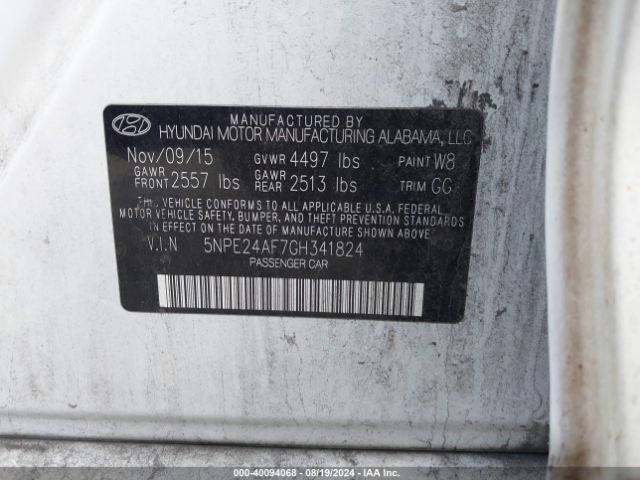 MANUFACTURED BY
HYUNDAI MOTOR MANUFACTURING ALABAMA, LLC
Nov/09/15 GVWR 4497 lbs PAINT W8
GAWR FRONT 2557 lbs GAWR REAR 2513 lbs TRIM GG
THIS VEHICLE CONFORMS TO ALL APPLICABLE U.S.A. FEDERAL
MOTOR VEHICLE SAFETY, BUMPER, AND THEFT PREVENTION STANDARDS
IN EFFECT ON THE DATE OF MANUFACTURE SHOWN ABOVE.
V.I.N 5NPE24AF7GH341824
PASSENGER CAR
000-40094068 - 08/19/2024 - IAA Inc.